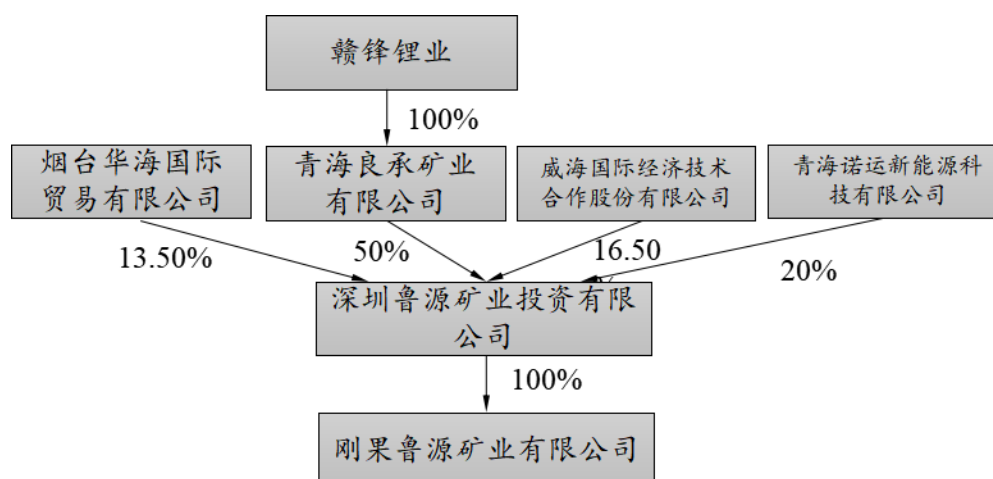 赣锋锂业
100%
烟台华海国际
贸易有限公司
青海良承矿业
有限公司
威海国际经济技术
合作股份有限公司
青海诺运新能源科
技有限公司
13.50%
50%
16.50
20%
深圳鲁源矿业投资有限
公司
100%
刚果鲁源矿业有限公司